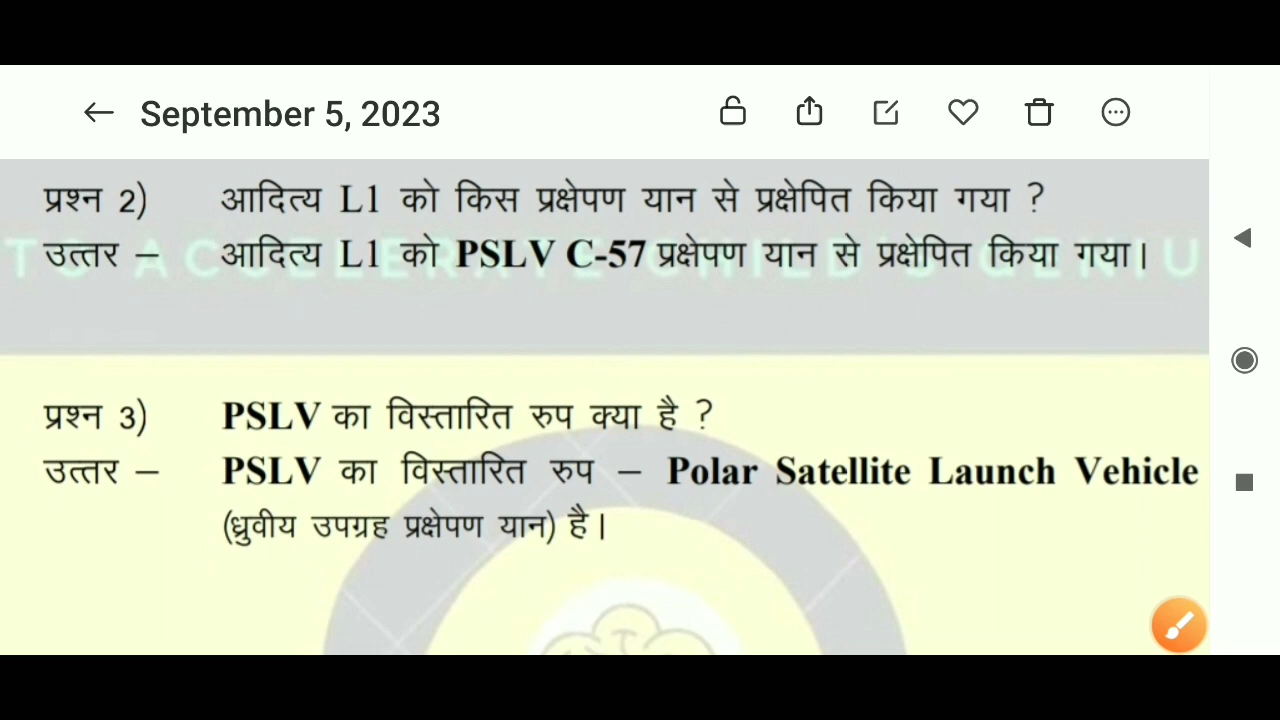 September 5, 2023
प्रश्न 2) आदित्य L1 को किस प्रक्षेपण यान से प्रक्षेपित किया गया ?
उत्तर – आदित्य L1 को PSLV C-57 प्रक्षेपण यान से प्रक्षेपित किया गया।
प्रश्न 3) PSLV का विस्तारित रुप क्या है ?
उत्तर – PSLV का विस्तारित रुप – Polar Satellite Launch Vehicle
(ध्रुवीय उपग्रह प्रक्षेपण यान) है।